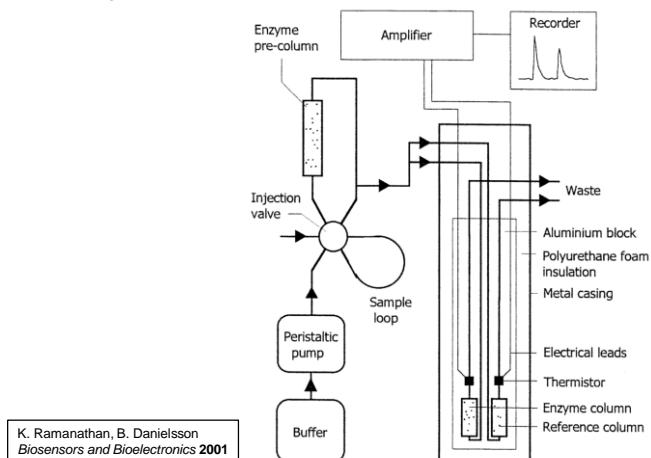 Enzyme
pre-column
Amplifier
Recorder
Injection
valve
Waste
Aluminium block
Polyurethane foam
insulation
Metal casing
Sample
loop
Peristaltic
pump
Electrical leads
Thermistor
Enzyme column
Reference column
Buffer
K. Ramanathan, B. Danielsson
Biosensors and Bioelectronics 2001